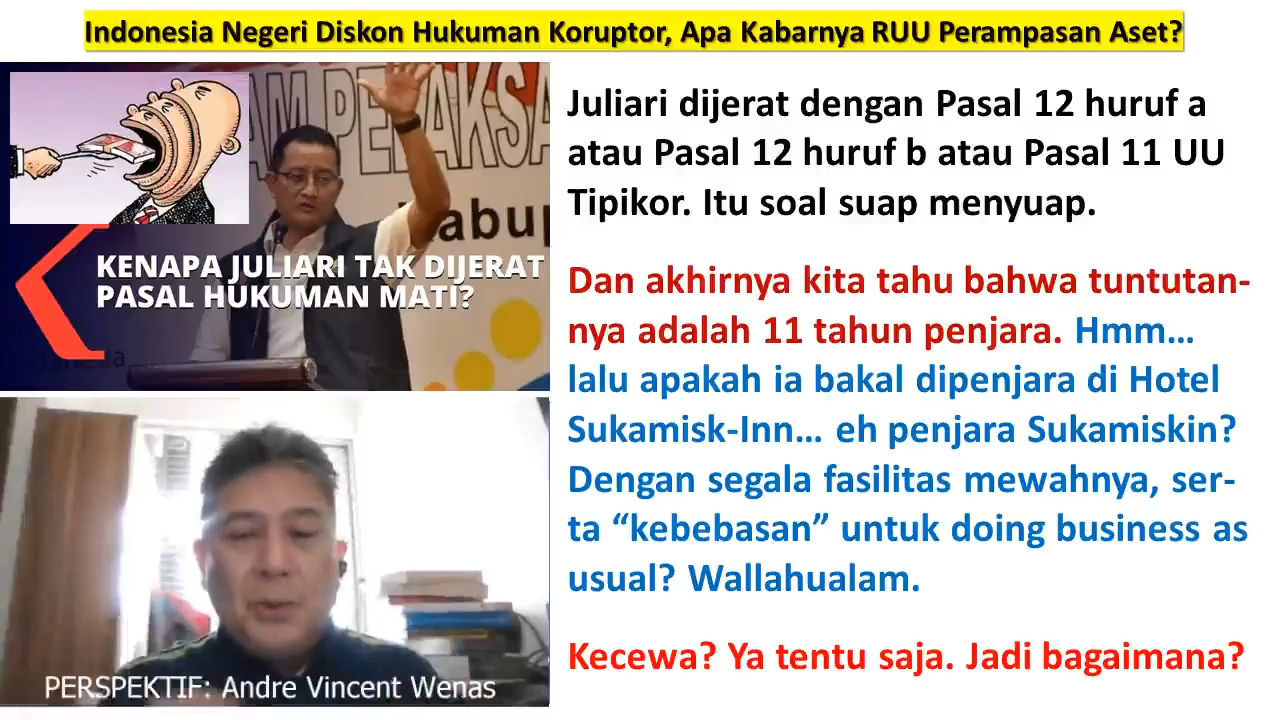 Indonesia Negeri Diskon Hukuman Koruptor, Apa Kabarnya RUU Perampasan Aset?
AM PELAKSA
Kabup
KENAPA JULIARI TAK DIJERAT
PASAL HUKUMAN MATI?
PERSPEKTIF: Andre Vincent Wenas
Juliari dijerat dengan Pasal 12 huruf a
atau Pasal 12 huruf b atau Pasal 11 UU
Tipikor. Itu soal suap menyuap.
Dan akhirnya kita tahu bahwa tuntutan-
nya adalah 11 tahun penjara. Hmm…
lalu apakah ia bakal dipenjara di Hotel
Sukamisk-Inn… eh penjara Sukamiskin?
Dengan segala fasilitas mewahnya, ser-
ta “kebebasan” untuk doing business as
usual? Wallahualam.
Kecewa? Ya tentu saja. Jadi bagaimana?